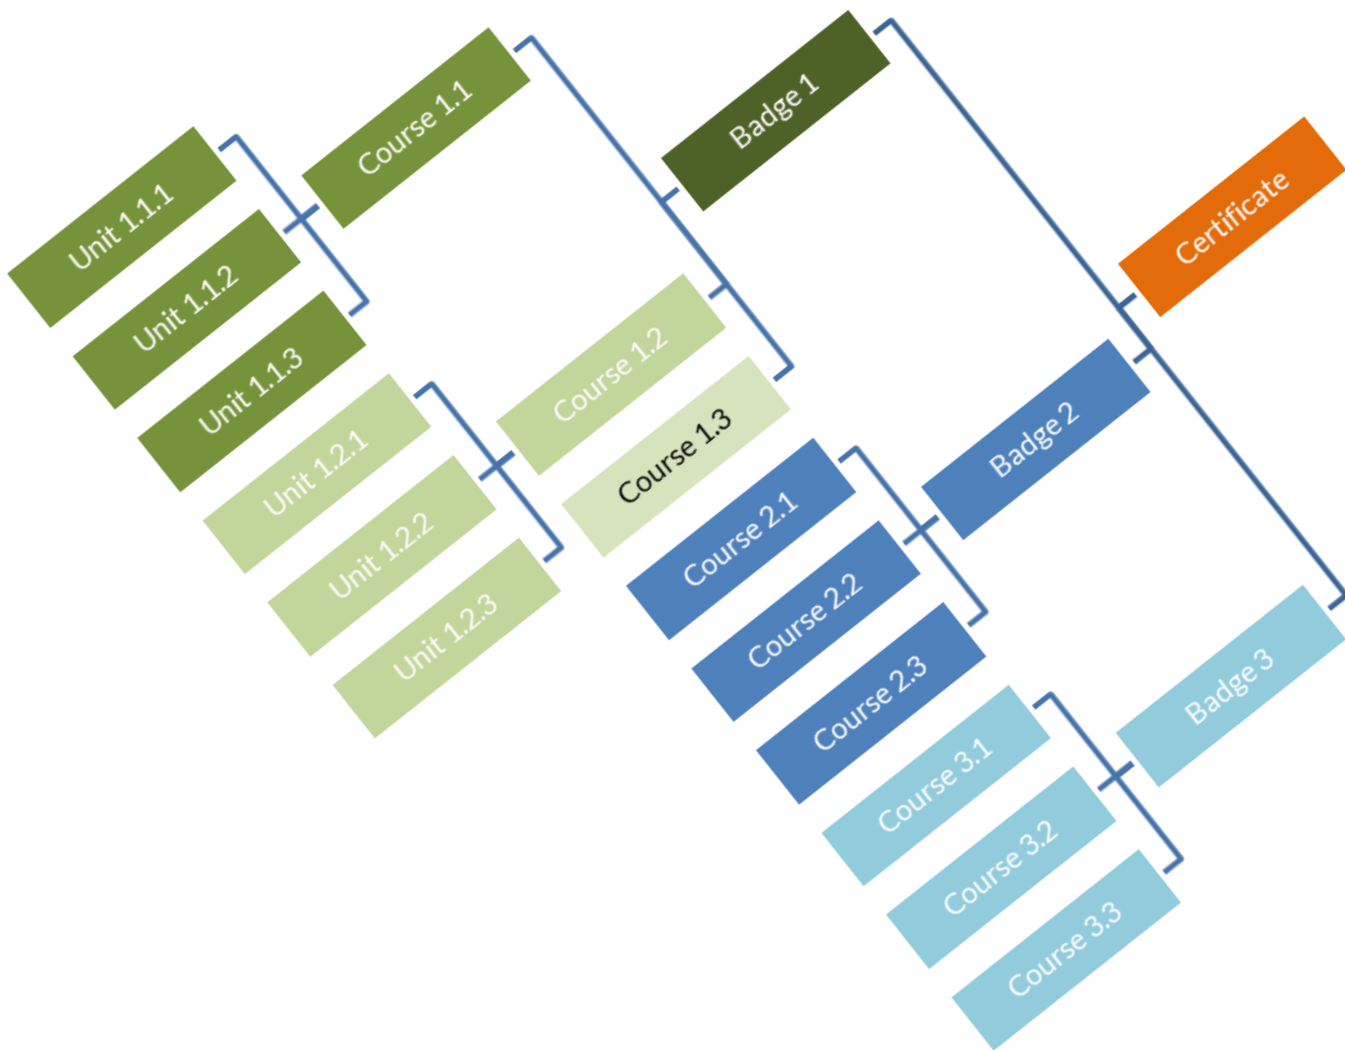 Certificate
Badge 1
Course 1.1
Unit 1.1.1
Unit 1.1.2
Unit 1.1.3
Course 1.2
Unit 1.2.1
Unit 1.2.2
Unit 1.2.3
Course 1.3
Badge 2
Course 2.1
Course 2.2
Course 2.3
Badge 3
Course 3.1
Course 3.2
Course 3.3